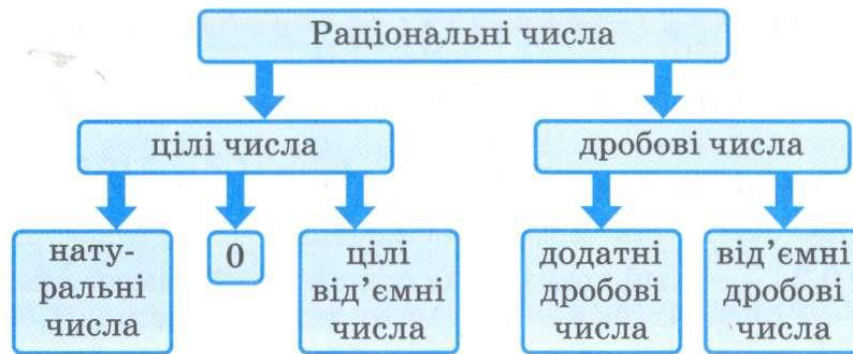 Раціональні числа
цілі числа
дробові числа
нату-
ральні
числа
0
цілі
від’ємні
числа
додатні
дробові
числа
від’ємні
дробові
числа